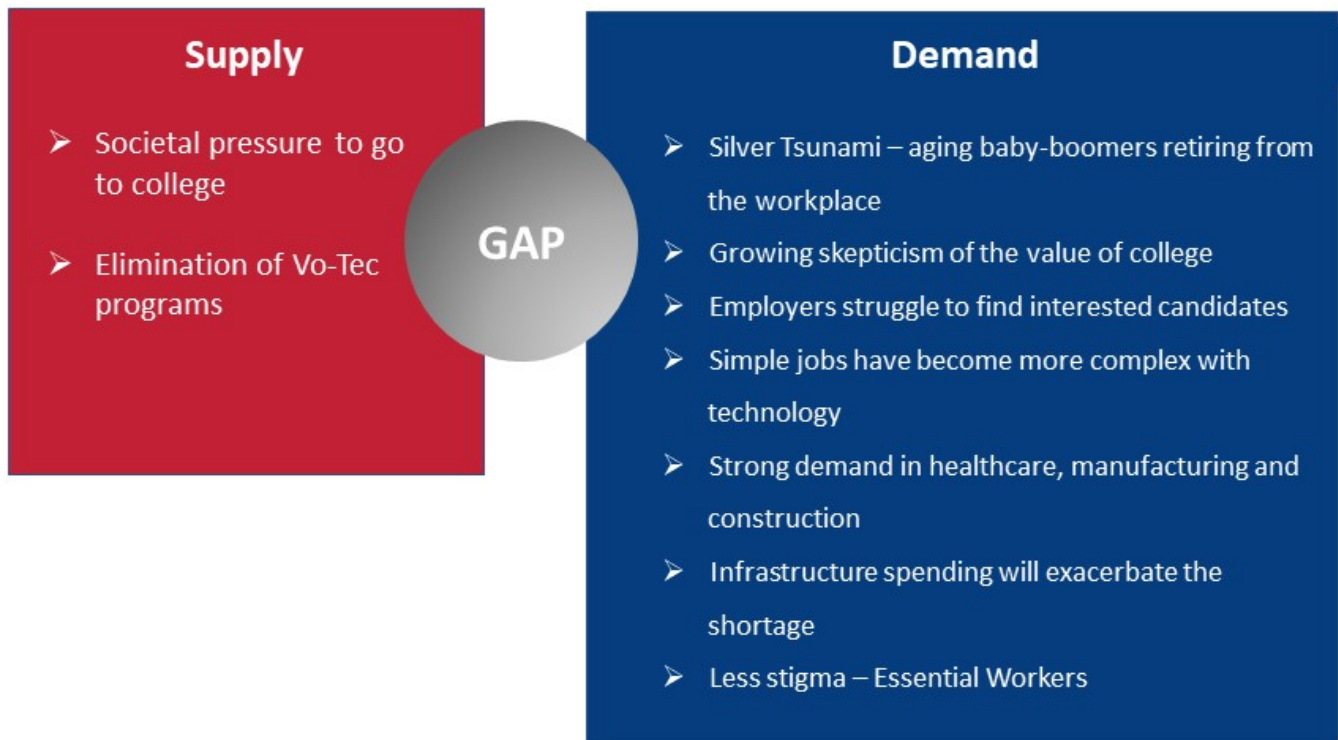 Supply
➢ Societal pressure to go
to college
➢ Elimination of Vo-Tec
programs
GAP
Demand
➢ Silver Tsunami – aging baby-boomers retiring from
the workplace
➢ Growing skepticism of the value of college
➢ Employers struggle to find interested candidates
➢ Simple jobs have become more complex with
technology
➢ Strong demand in healthcare, manufacturing and
construction
➢ Infrastructure spending will exacerbate the
shortage
➢ Less stigma – Essential Workers